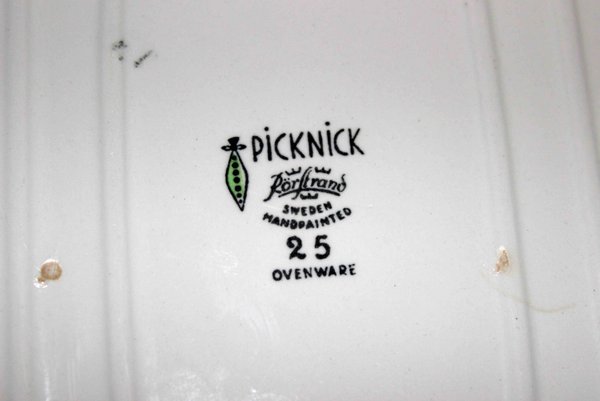 PiCKNiCK
Rörstrand
SWEDEN
HANDPAINTED
25
OVENWARE